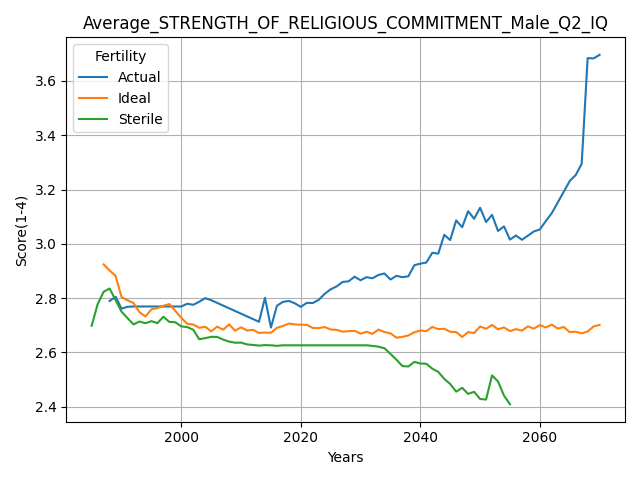 Average_STRENGTH_OF_RELIGIOUS_COMMITMENT_Male_Q2_IQ
Fertility
Actual
Ideal
Sterile
Score(1-4)
3.6
3.4
3.2
3.0
2.8
2.6
2.4
2000
2020
2040
2060
Years